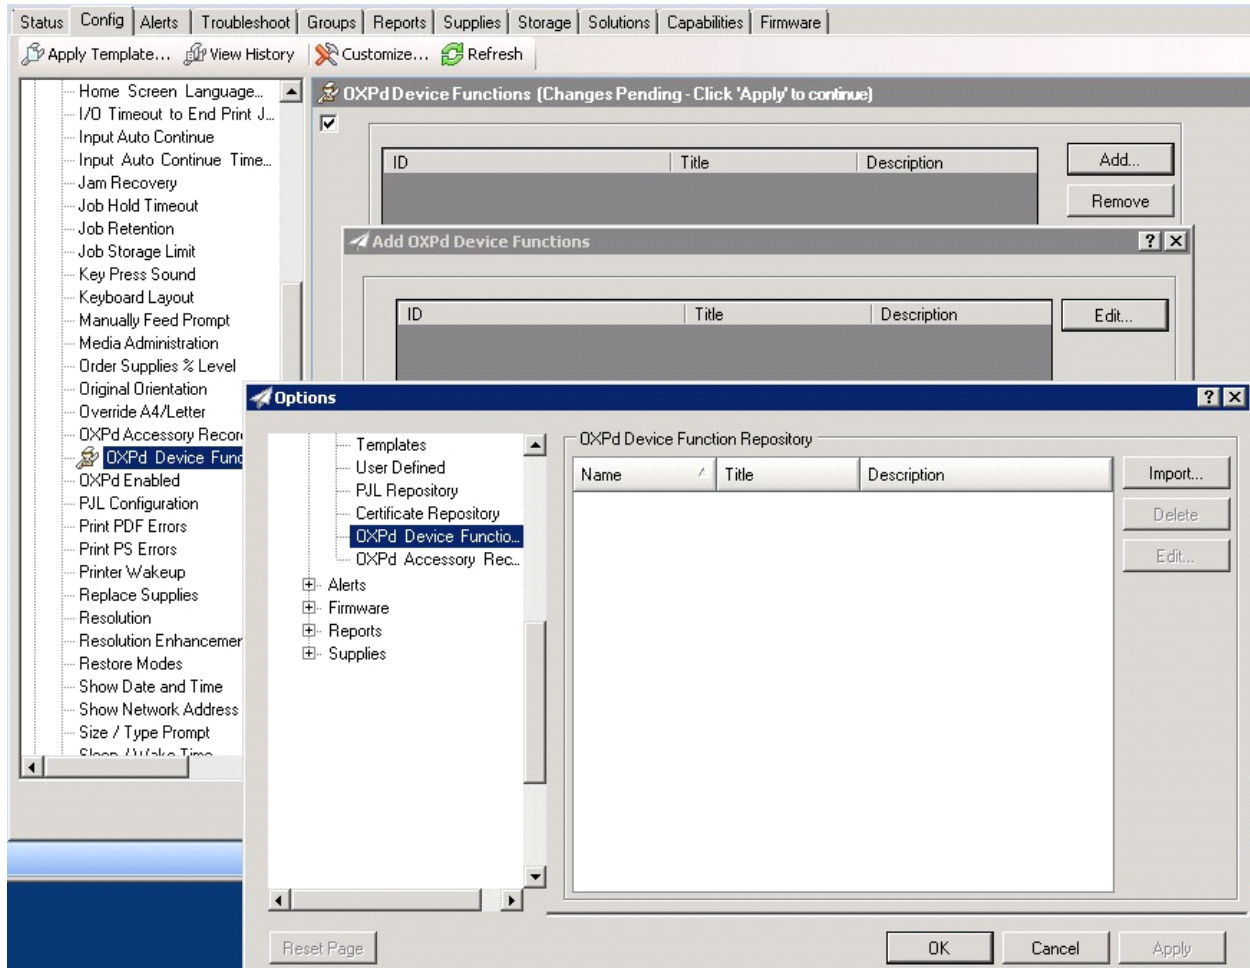 Status Config Alerts Troubleshoot Groups Reports Supplies Storage Solutions Capabilities Firmware
Apply Template... View History Customize... Refresh
Home Screen Language...
I/O Timeout to End Print J...
Input Auto Continue
Input Auto Continue Time...
Jam Recovery
Job Hold Timeout
Job Retention
Job Storage Limit
Key Press Sound
Keyboard Layout
Manually Feed Prompt
Media Administration
Order Supplies % Level
Original Orientation
Override A4/Letter
OXPd Accessory Recor
OXPd Device Func
OXPd Enabled
PJL Configuration
Print PDF Errors
Print PS Errors
Printer Wakeup
Replace Supplies
Resolution
Resolution Enhancemer
Restore Modes
Show Date and Time
Show Network Address
Size / Type Prompt
Sleep / Wake Time
OXPd Device Functions (Changes Pending - Click 'Apply' to continue)
ID Title Description
Add...
Remove
Add OXPd Device Functions
ID Title Description
Edit...
Options
Templates
User Defined
PJL Repository
Certificate Repository
OXPd Device Functio...
OXPd Accessory Rec...
Alerts
Firmware
Reports
Supplies
OXPd Device Function Repository
Name Title Description
Import...
Delete
Edit...
Reset Page
OK Cancel Apply